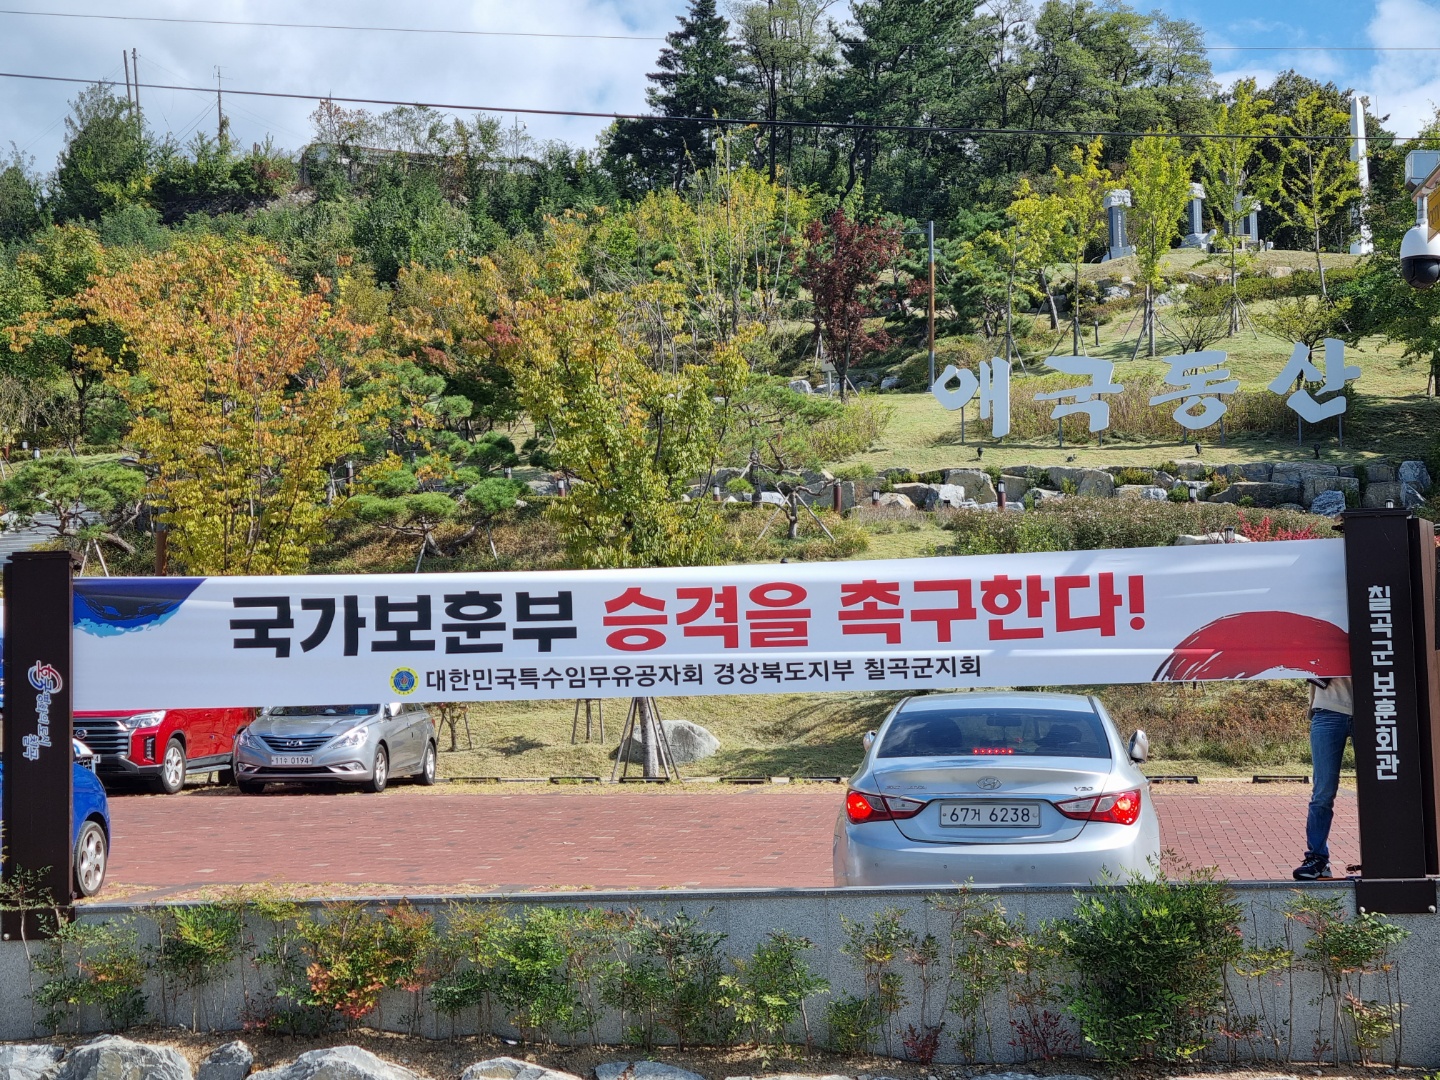 애국동산
국가보훈부 승격을 촉구한다!
대한민국특수임무유공자회 경상북도지부 칠곡군지회
칠곡군 보훈회관
11수 0194
67거 6238
V20